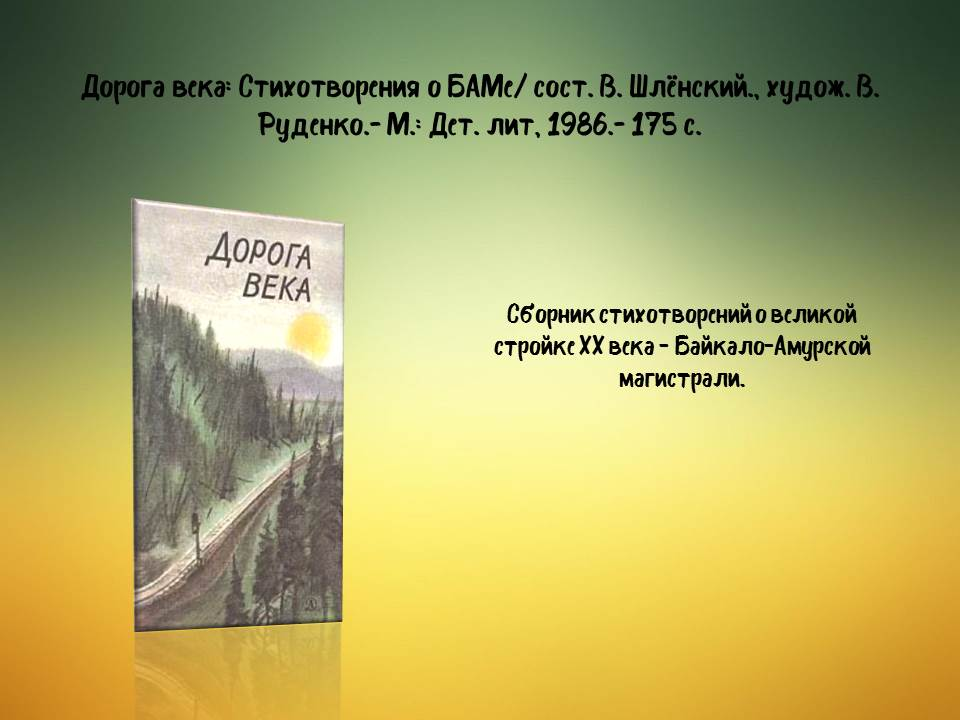 Дорога века: Стихотворения о БАМе/ сост. В. Шлёнский., худож. В.
Руденко.- М.: Дет. лит, 1986.- 175 с.
ДОРОГА
ВЕКА
Сборник стихотворений о великой
стройке XX века - Байкало-Амурской
магистрали.